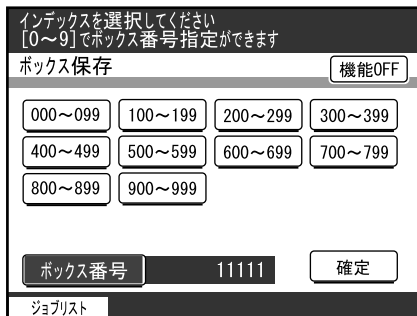 インデックスを選択してください
[0～9]でボックス番号指定ができます
ボックス保存
機能OFF
000～099 100～199 200～299 300～399
400～499 500～599 600～699 700～799
800～899 900～999
ボックス番号 11111 確定
ジョブリスト